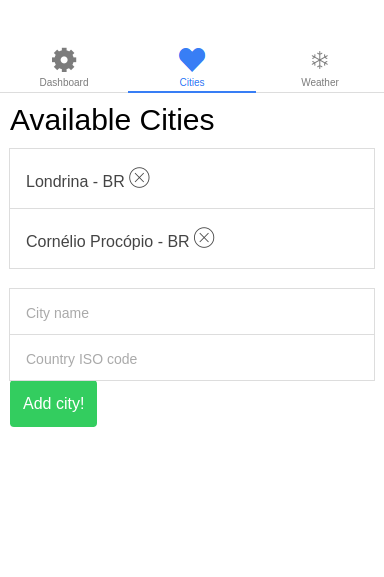 Dashboard
Cities
Weather
Available Cities
Londrina - BR
Cornélio Procópio - BR
City name
Country ISO code
Add city!